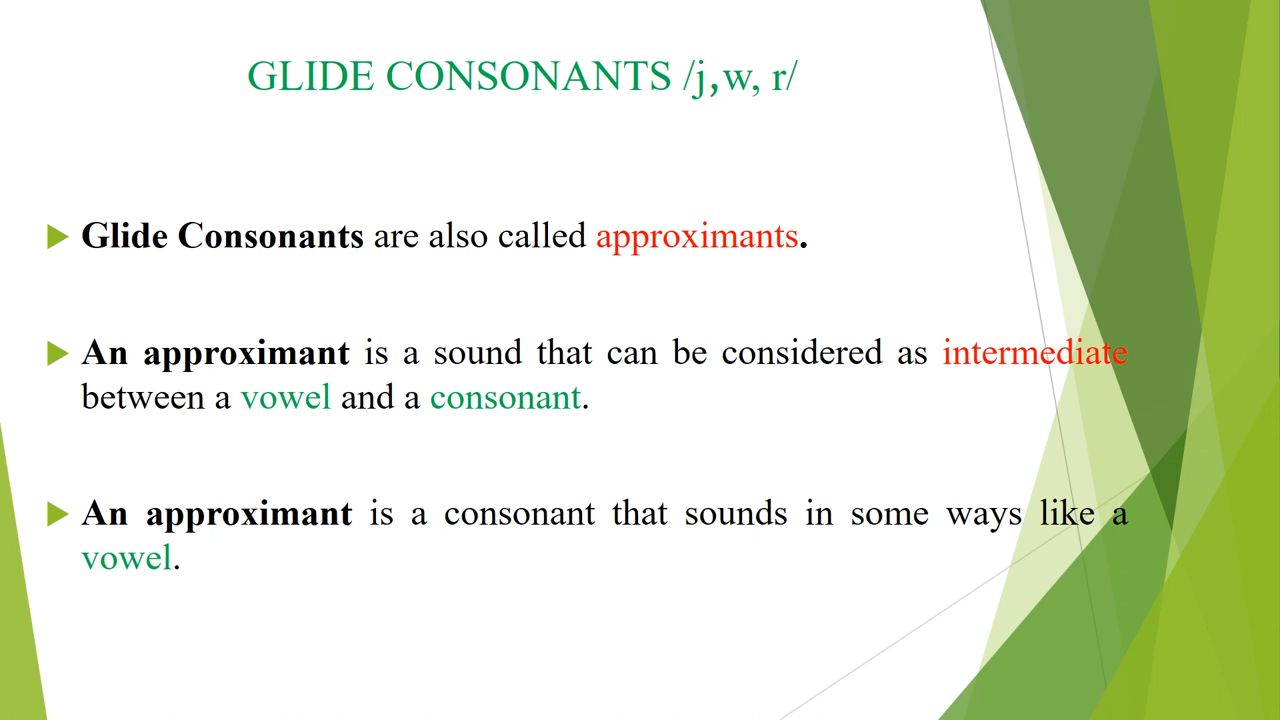 GLIDE CONSONANTS /j,w, r/
Glide Consonants are also called approximants.
An approximant is a sound that can be considered as intermediate
between a vowel and a consonant.
An approximant is a consonant that sounds in some ways like a
vowel.